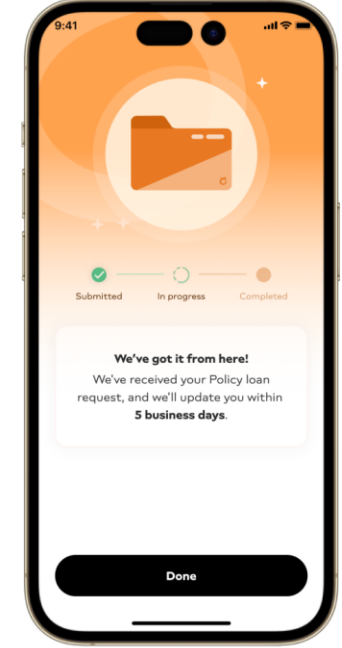 9:41
Submitted In progress Completed
We've got it from here!
We've received your Policy loan
request, and we'll update you within
5 business days.
Done